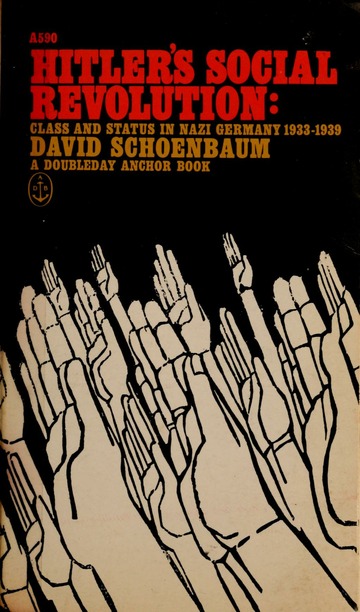 A590
HITLER'S SOCIAL
REVOLUTION:
CLASS AND STATUS IN NAZI GERMANY 1933-1939
DAVID SCHOENBAUM
A DOUBLEDAY ANCHOR BOOK
A
D B